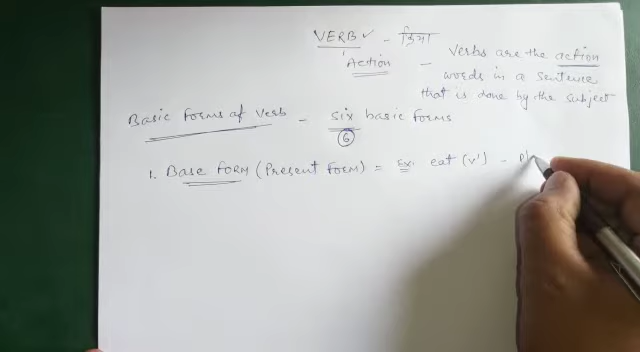 VERB ✓ - क्रिया
Action - Verbs are the action
words in a sentence
that is done by the subject
Basic forms of Verb - six basic forms
6
1. BASE FORM (Present Form) = Ex. eat (v')